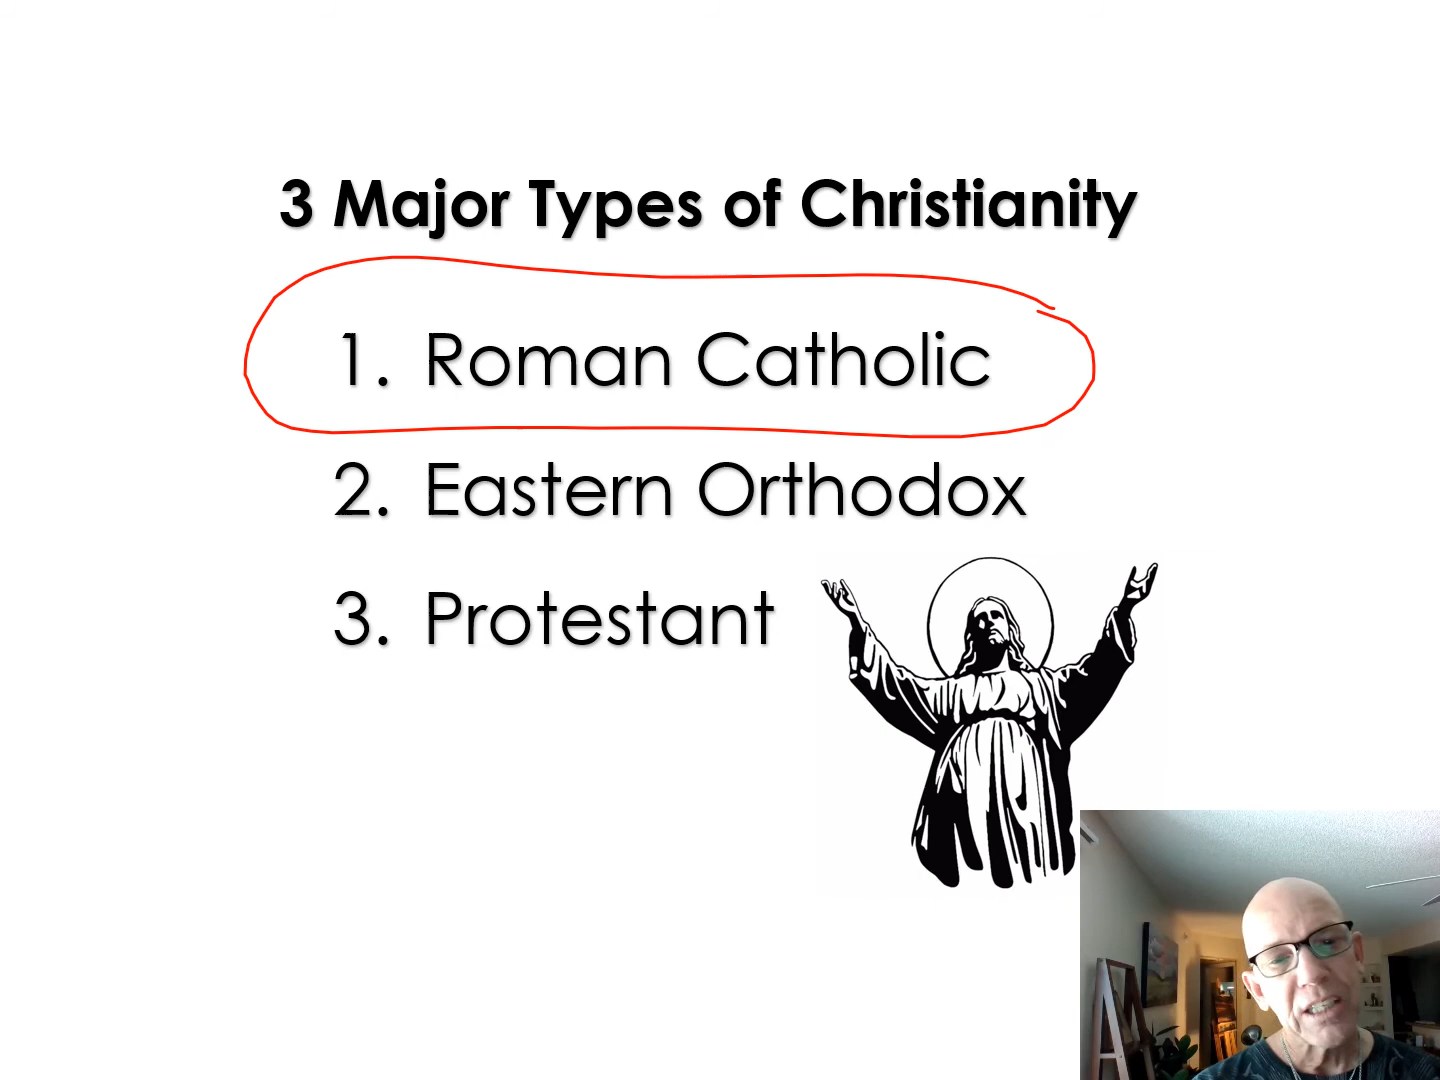 3 Major Types of Christianity
1. Roman Catholic
2. Eastern Orthodox
3. Protestant